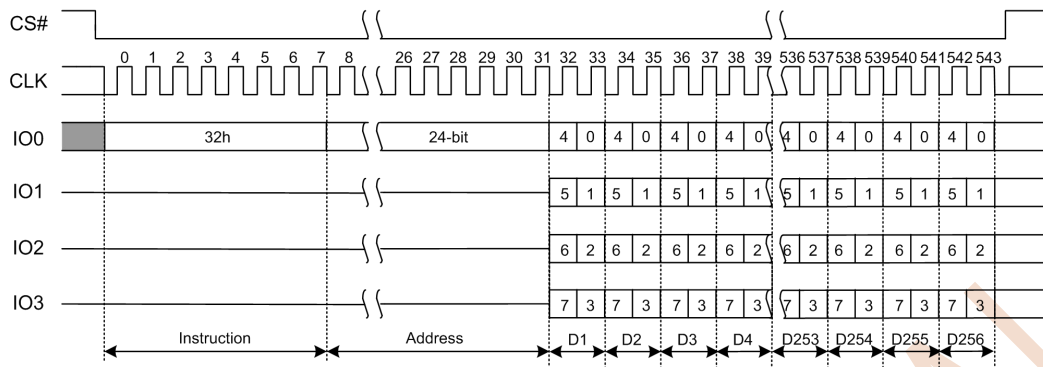 CS#
0 1 2 3 4 5 6 7 8 26 27 28 29 30 31 32 33 34 35 36 37 38 39 536 537 538 539 540 541 542 543
CLK
IO0 32h 24-bit 4 0 4 0 4 0 4 0 4 0 4 0 4 0 4 0
IO1 5 1 5 1 5 1 5 1 5 1 5 1 5 1 5 1
IO2 6 2 6 2 6 2 6 2 6 2 6 2 6 2 6 2
IO3 7 3 7 3 7 3 7 3 7 3 7 3 7 3 7 3
Instruction Address D1 D2 D3 D4 D253 D254 D255 D256